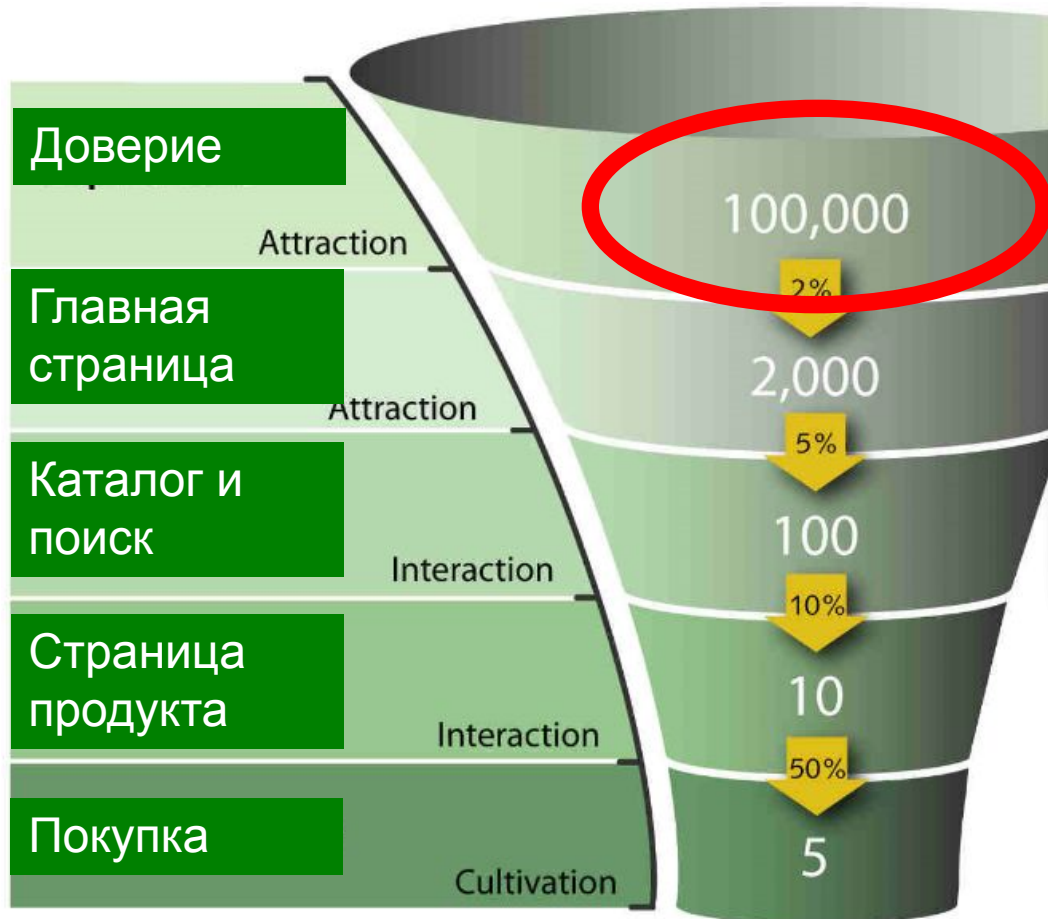 Доверие
Attraction
100,000
2%
Главная
страница
Attraction
2,000
5%
Каталог и
поиск
Interaction
100
10%
Страница
продукта
Interaction
10
50%
Покупка
Cultivation
5